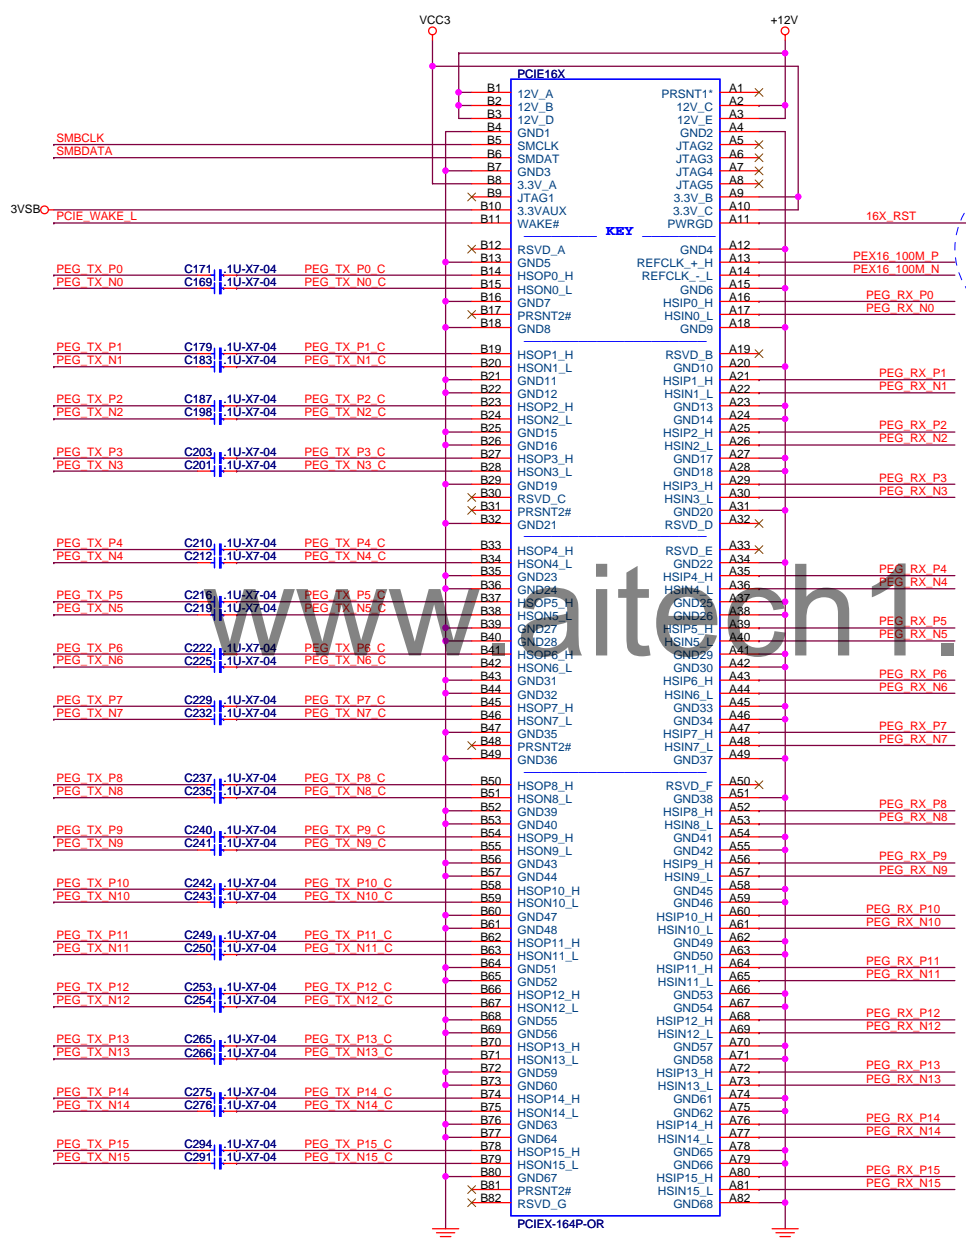 VCC3 +12V
PCIE16X
B1 12V_A PRSNT1* A1
B2 12V_B 12V_C A2
B3 12V_D 12V_E A3
B4 GND1 GND2 A4
SMBCLK B5 SMCLK JTAG2 A5
SMBDATA B6 SMDAT JTAG3 A6
B7 GND3 JTAG4 A7
B8 3.3V_A JTAG5 A8
B9 JTAG1 3.3V_B A9
3VSB B10 3.3VAUX 3.3V_C A10
PCIE_WAKE_L B11 WAKE# PWRGD A11 16X_RST
KEY
B12 RSVD_A GND4 A12
B13 GND5 REFCLK_+_H A13 PEX16_100M_P
PEG_TX_P0 C171 .1U-X7-04 PEG_TX_P0_C B14 HSOP0_H REFCLK_-_L A14 PEX16_100M_N
PEG_TX_N0 C169 .1U-X7-04 PEG_TX_N0_C B15 HSON0_L GND6 A15
B16 GND7 HSIP0_H A16 PEG_RX_P0
B17 PRSNT2# HSIN0_L A17 PEG_RX_N0
B18 GND8 GND9 A18
PEG_TX_P1 C179 .1U-X7-04 PEG_TX_P1_C B19 HSOP1_H RSVD_B A19
PEG_TX_N1 C183 .1U-X7-04 PEG_TX_N1_C B20 HSON1_L GND10 A20
B21 GND11 HSIP1_H A21 PEG_RX_P1
B22 GND12 HSIN1_L A22 PEG_RX_N1
PEG_TX_P2 C187 .1U-X7-04 PEG_TX_P2_C B23 HSOP2_H GND13 A23
PEG_TX_N2 C198 .1U-X7-04 PEG_TX_N2_C B24 HSON2_L GND14 A24
B25 GND15 HSIP2_H A25 PEG_RX_P2
B26 GND16 HSIN2_L A26 PEG_RX_N2
PEG_TX_P3 C203 .1U-X7-04 PEG_TX_P3_C B27 HSOP3_H GND17 A27
PEG_TX_N3 C201 .1U-X7-04 PEG_TX_N3_C B28 HSON3_L GND18 A28
B29 GND19 HSIP3_H A29 PEG_RX_P3
B30 RSVD_C HSIN3_L A30 PEG_RX_N3
B31 PRSNT2# GND20 A31
B32 GND21 RSVD_D A32
PEG_TX_P4 C210 .1U-X7-04 PEG_TX_P4_C B33 HSOP4_H RSVD_E A33
PEG_TX_N4 C212 .1U-X7-04 PEG_TX_N4_C B34 HSON4_L GND22 A34
B35 GND23 HSIP4_H A35 PEG_RX_P4
B36 GND24 HSIN4_L A36 PEG_RX_N4
PEG_TX_P5 C216 .1U-X7-04 PEG_TX_P5_C B37 HSOP5_H GND25 A37
PEG_TX_N5 C219 .1U-X7-04 PEG_TX_N5_C B38 HSON5_L GND26 A38
www.aitech1.
B39 GND27 HSIP5_H A39 PEG_RX_P5
B40 GND28 HSIN5_L A40 PEG_RX_N5
PEG_TX_P6 C222 .1U-X7-04 PEG_TX_P6_C B41 HSOP6_H GND29 A41
PEG_TX_N6 C225 .1U-X7-04 PEG_TX_N6_C B42 HSON6_L GND30 A42
B43 GND31 HSIP6_H A43 PEG_RX_P6
B44 GND32 HSIN6_L A44 PEG_RX_N6
PEG_TX_P7 C229 .1U-X7-04 PEG_TX_P7_C B45 HSOP7_H GND33 A45
PEG_TX_N7 C232 .1U-X7-04 PEG_TX_N7_C B46 HSON7_L GND34 A46
B47 GND35 HSIP7_H A47 PEG_RX_P7
B48 PRSNT2# HSIN7_L A48 PEG_RX_N7
B49 GND36 GND37 A49
PEG_TX_P8 C237 .1U-X7-04 PEG_TX_P8_C B50 HSOP8_H RSVD_F A50
PEG_TX_N8 C235 .1U-X7-04 PEG_TX_N8_C B51 HSON8_L GND38 A51
B52 GND39 HSIP8_H A52 PEG_RX_P8
B53 GND40 HSIN8_L A53 PEG_RX_N8
PEG_TX_P9 C240 .1U-X7-04 PEG_TX_P9_C B54 HSOP9_H GND41 A54
PEG_TX_N9 C241 .1U-X7-04 PEG_TX_N9_C B55 HSON9_L GND42 A55
B56 GND43 HSIP9_H A56 PEG_RX_P9
B57 GND44 HSIN9_L A57 PEG_RX_N9
PEG_TX_P10 C242 .1U-X7-04 PEG_TX_P10_C B58 HSOP10_H GND45 A58
PEG_TX_N10 C243 .1U-X7-04 PEG_TX_N10_C B59 HSON10_L GND46 A59
B60 GND47 HSIP10_H A60 PEG_RX_P10
B61 GND48 HSIN10_L A61 PEG_RX_N10
PEG_TX_P11 C249 .1U-X7-04 PEG_TX_P11_C B62 HSOP11_H GND49 A62
PEG_TX_N11 C250 .1U-X7-04 PEG_TX_N11_C B63 HSON11_L GND50 A63
B64 GND51 HSIP11_H A64 PEG_RX_P11
B65 GND52 HSIN11_L A65 PEG_RX_N11
PEG_TX_P12 C253 .1U-X7-04 PEG_TX_P12_C B66 HSOP12_H GND53 A66
PEG_TX_N12 C254 .1U-X7-04 PEG_TX_N12_C B67 HSON12_L GND54 A67
B68 GND55 HSIP12_H A68 PEG_RX_P12
B69 GND56 HSIN12_L A69 PEG_RX_N12
PEG_TX_P13 C265 .1U-X7-04 PEG_TX_P13_C B70 HSOP13_H GND57 A70
PEG_TX_N13 C266 .1U-X7-04 PEG_TX_N13_C B71 HSON13_L GND58 A71
B72 GND59 HSIP13_H A72 PEG_RX_P13
B73 GND60 HSIN13_L A73 PEG_RX_N13
PEG_TX_P14 C275 .1U-X7-04 PEG_TX_P14_C B74 HSOP14_H GND61 A74
PEG_TX_N14 C276 .1U-X7-04 PEG_TX_N14_C B75 HSON14_L GND62 A75
B76 GND63 HSIP14_H A76 PEG_RX_P14
B77 GND64 HSIN14_L A77 PEG_RX_N14
PEG_TX_P15 C294 .1U-X7-04 PEG_TX_P15_C B78 HSOP15_H GND65 A78
PEG_TX_N15 C291 .1U-X7-04 PEG_TX_N15_C B79 HSON15_L GND66 A79
B80 GND67 HSIP15_H A80 PEG_RX_P15
B81 PRSNT2# HSIN15_L A81 PEG_RX_N15
B82 RSVD_G GND68 A82
PCIEX-164P-OR